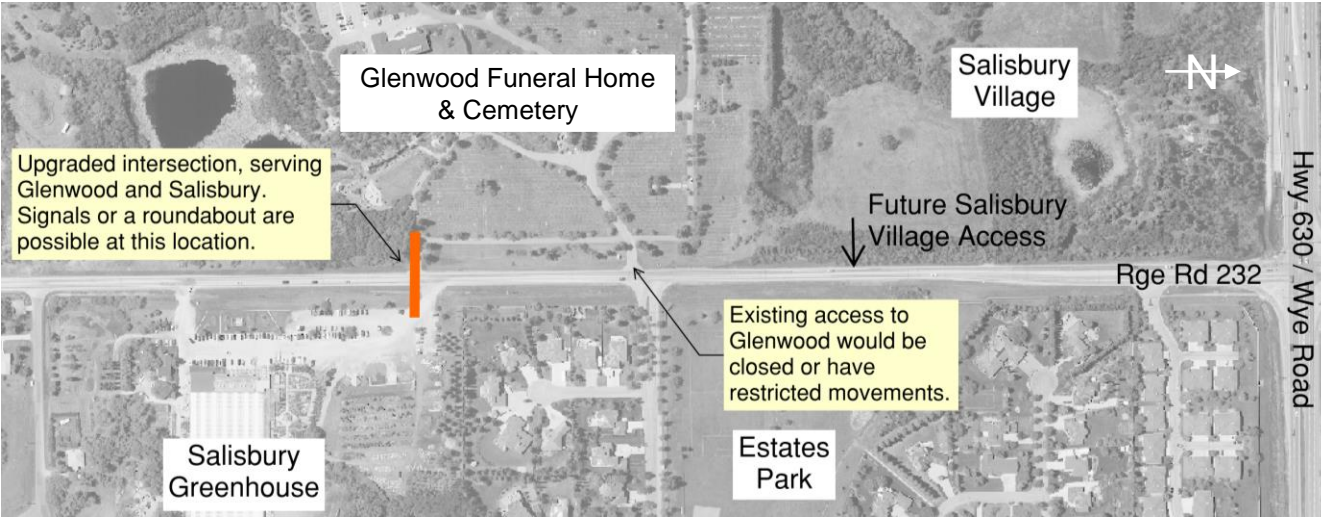 Glenwood Funeral Home
& Cemetery
Salisbury
Village
N
Upgraded intersection, serving
Glenwood and Salisbury.
Signals or a roundabout are
possible at this location.
Future Salisbury
Village Access
Rge Rd 232
Hwy 630 / Wye Road
Existing access to
Glenwood would be
closed or have
restricted movements.
Salisbury
Greenhouse
Estates
Park